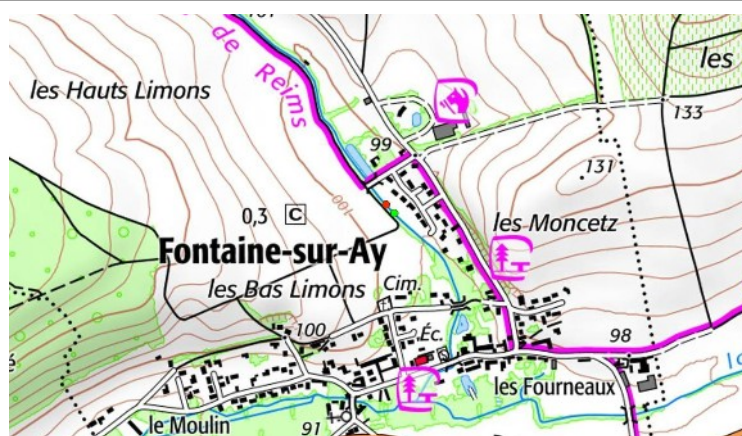 de Reims
les
les Hauts Limons
133
99
131
100
0,3 C
les Moncetz
Fontaine-sur-Ay
les Bas Limons
Cim.
100
Éc.
98
les Fourneaux
le Moulin
91